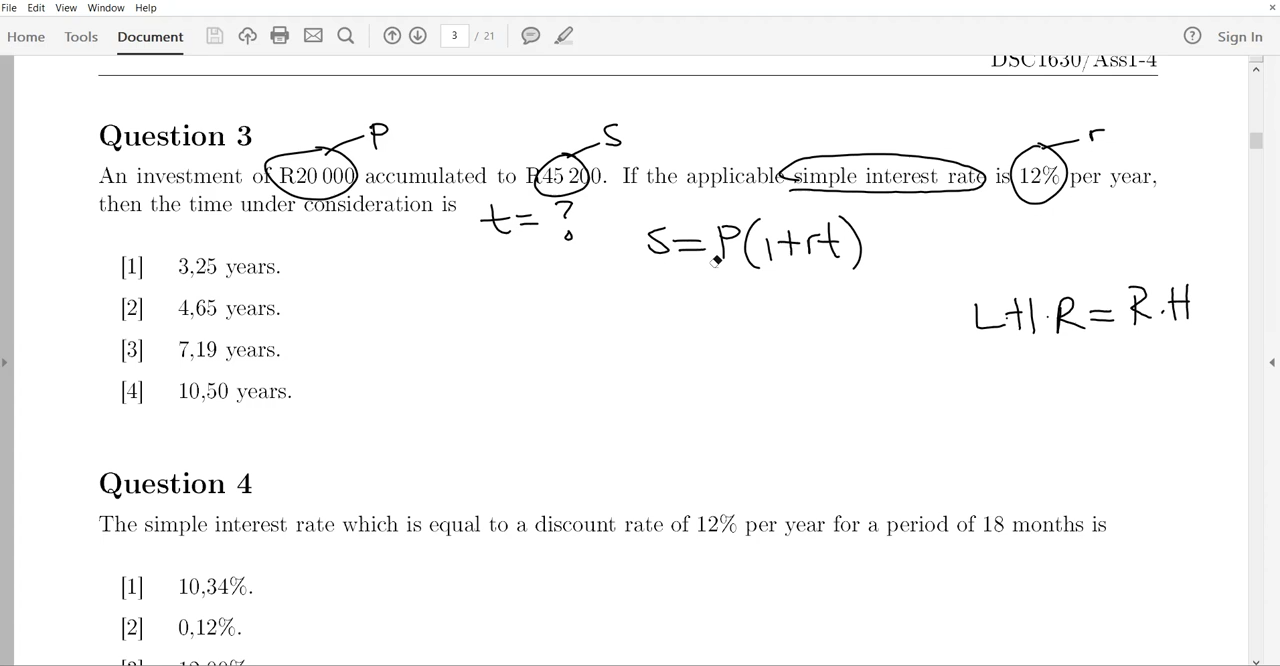 File Edit View Window Help
Home Tools Document 3 / 21 Sign In
DSC1630/Ass1-4
P S r
Question 3
An investment of R20 000 accumulated to R45 200. If the applicable simple interest rate is 12% per year,
then the time under consideration is t = ?
S = P(1+rt)
[1] 3,25 years.
L.H.R = R.H
[2] 4,65 years.
[3] 7,19 years.
[4] 10,50 years.
Question 4
The simple interest rate which is equal to a discount rate of 12% per year for a period of 18 months is
[1] 10,34%.
[2] 0,12%.